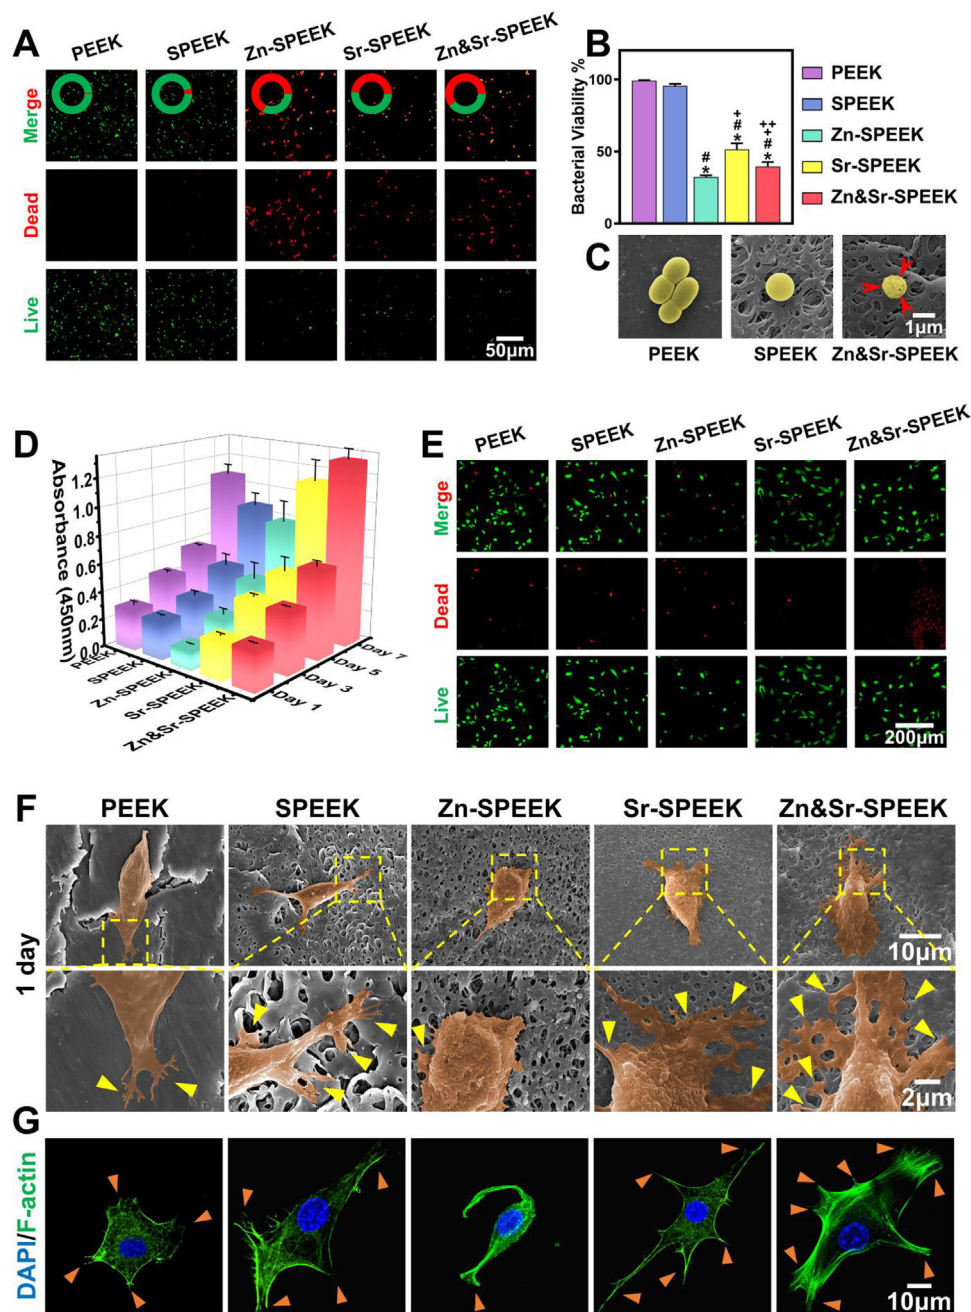 A
PEEK
SPEEK
Zn-SPEEK
Sr-SPEEK
Zn&Sr-SPEEK
Merge
Dead
Live
50μm
B
Bacterial Viability %
100
50
0
#
*
+
#
*
++
+
#
*
PEEK
SPEEK
Zn-SPEEK
Sr-SPEEK
Zn&Sr-SPEEK
C
1μm
PEEK
SPEEK
Zn&Sr-SPEEK
D
Absorbance (450mm)
1.2
1.0
0.8
0.6
0.4
0.2
0.0
PEEK
SPEEK
Zn-SPEEK
Sr-SPEEK
Zn&Sr-SPEEK
Day 1
Day 3
Day 5
Day 7
E
PEEK
SPEEK
Zn-SPEEK
Sr-SPEEK
Zn&Sr-SPEEK
Merge
Dead
Live
200μm
F
PEEK
SPEEK
Zn-SPEEK
Sr-SPEEK
Zn&Sr-SPEEK
1 day
10μm
2μm
G
DAPI/F-actin
10μm